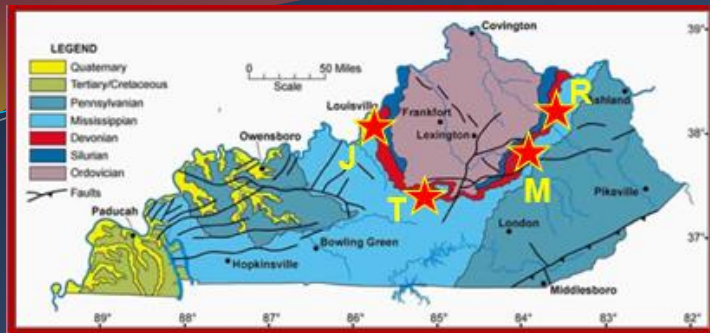 LEGEND
Quaternary
Tertiary/Cretaceous
Pennsylvanian
Mississippian
Devonian
Silurian
Ordovician
Faults
0 50 Miles
Scale
Covington
39°
Louisville
Frankfort
Lexington
R
Ashland
38°
J
M
Owensboro
T
Pikeville
Paducah
London
37°
Bowling Green
Hopkinsville
Middlesboro
89° 88° 87° 86° 85° 84° 83° 82°